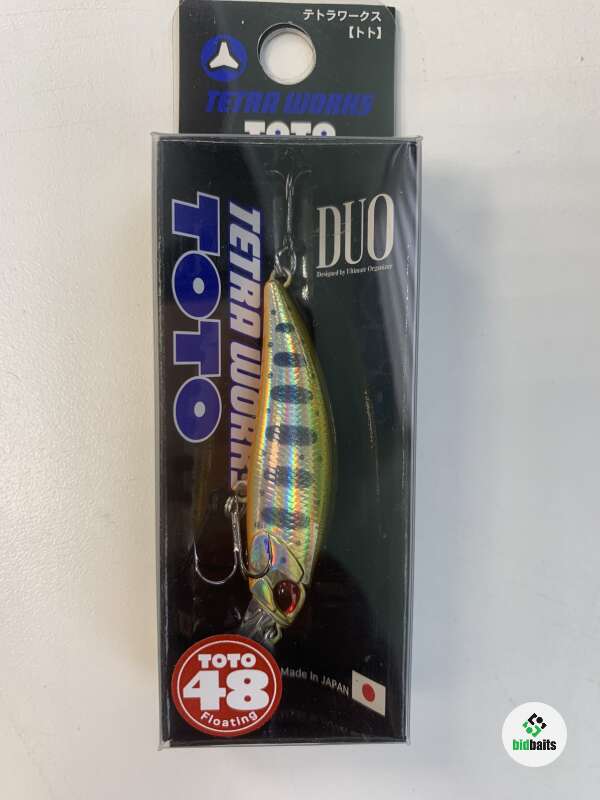 テトラワークス
【トト】
TETRA WORKS
TOTO
DUO
Designed by Ultimate Organizer
TETRA WORKS
TOTO
TOTO
48
Floating
Made in JAPAN
bidbaits